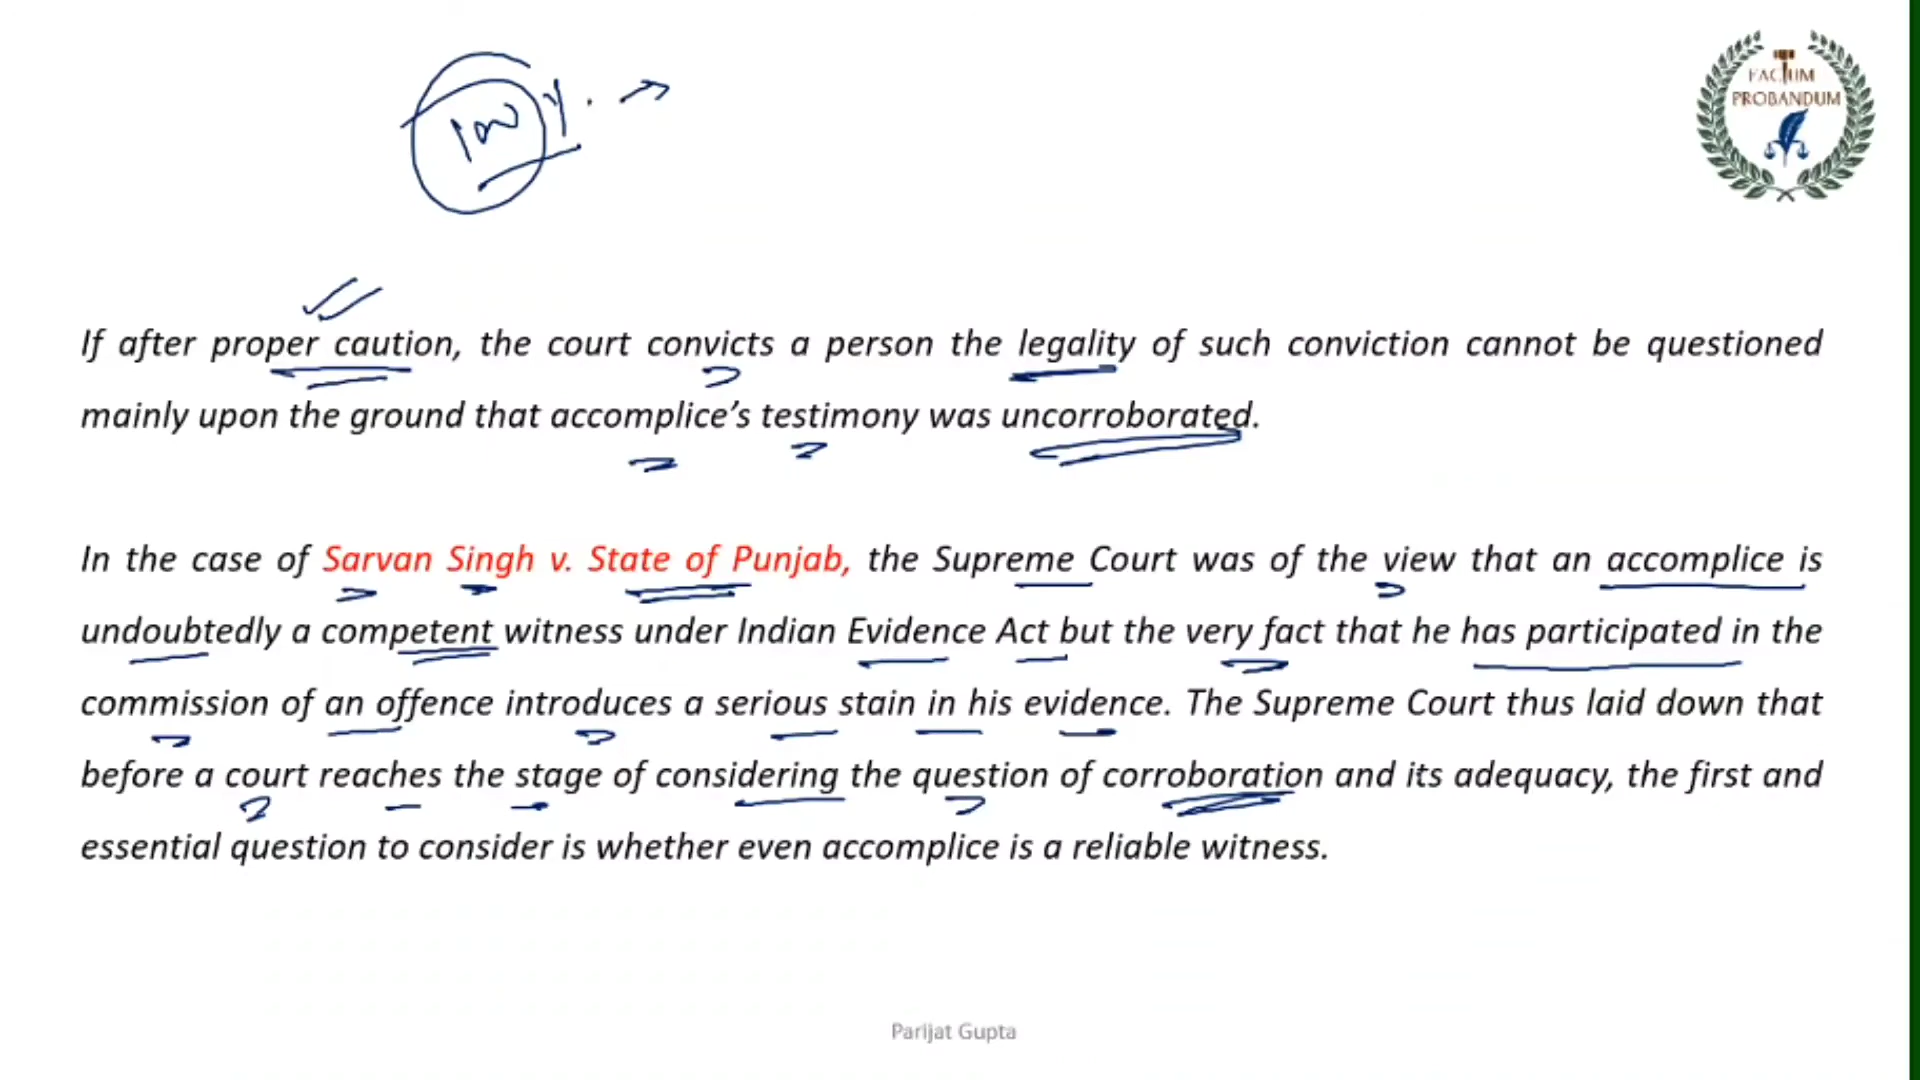 100 %. →
FACTUM
PROBANDUM
If after proper caution, the court convicts a person the legality of such conviction cannot be questioned
mainly upon the ground that accomplice’s testimony was uncorroborated.
In the case of Sarvan Singh v. State of Punjab, the Supreme Court was of the view that an accomplice is
undoubtedly a competent witness under Indian Evidence Act but the very fact that he has participated in the
commission of an offence introduces a serious stain in his evidence. The Supreme Court thus laid down that
before a court reaches the stage of considering the question of corroboration and its adequacy, the first and
essential question to consider is whether even accomplice is a reliable witness.
Parijat Gupta